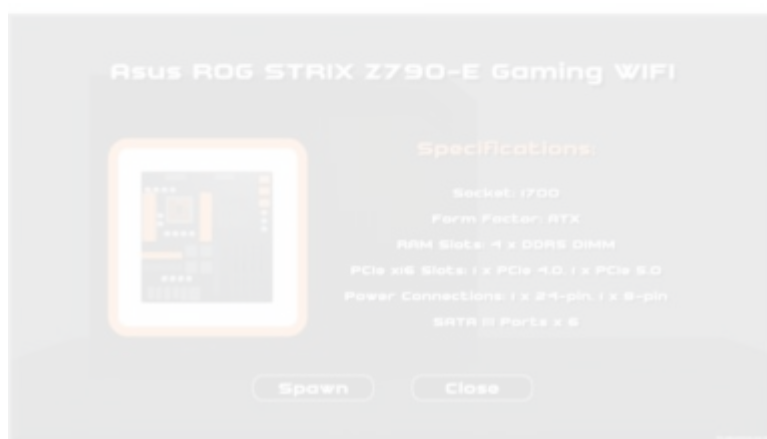 Asus ROG STRIX Z790-E Gaming WIFI
Specifications:
Socket: 1700
Form Factor: ATX
RAM Slots: 4 x DDR5 DIMM
PCIe x16 Slots: 1 x PCIe 4.0, 1 x PCIe 5.0
Power Connections: 1 x 24-pin, 1 x 8-pin
SATA III Ports x 6
Spawn
Close